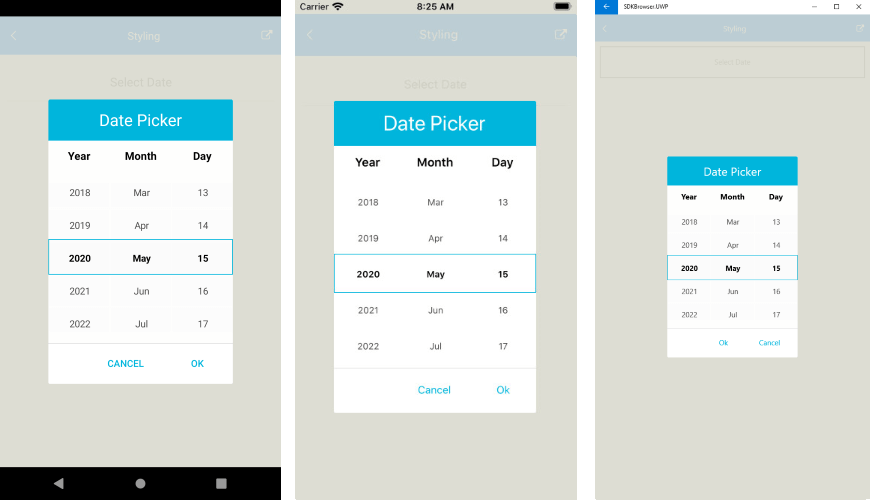 Styling
Select Date
Date Picker
Year Month Day
2018 Mar 13
2019 Apr 14
2020 May 15
2021 Jun 16
2022 Jul 17
CANCEL OK
Carrier 8:25 AM
Styling
Select Date
Date Picker
Year Month Day
2018 Mar 13
2019 Apr 14
2020 May 15
2021 Jun 16
2022 Jul 17
Cancel Ok
SDKBrowser.UWP
Styling
Select Date
Date Picker
Year Month Day
2018 Mar 13
2019 Apr 14
2020 May 15
2021 Jun 16
2022 Jul 17
Ok Cancel